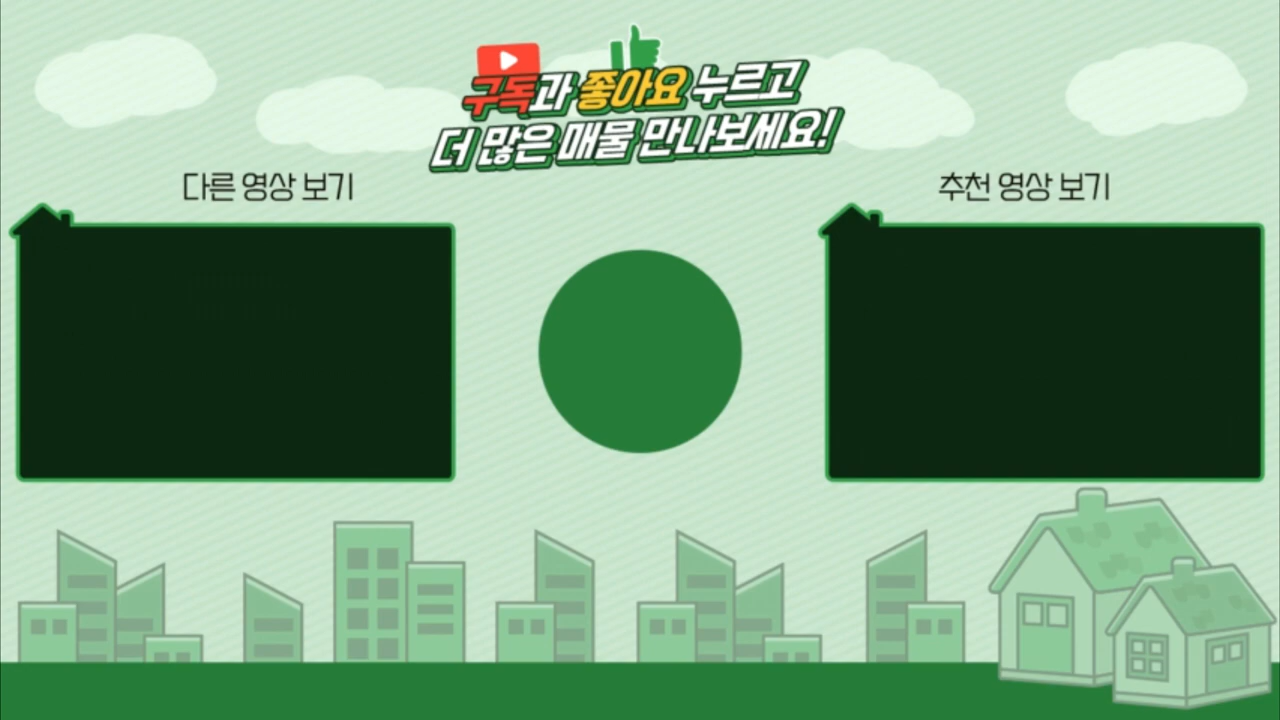 구독과 좋아요 누르고
더 많은 매물 만나보세요!
다른 영상 보기
추천 영상 보기